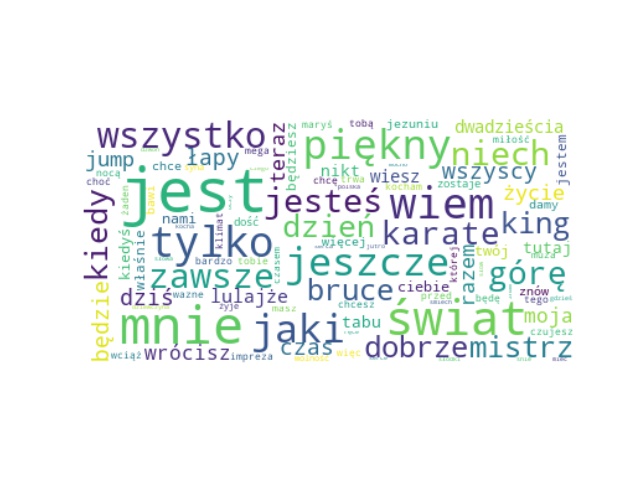 wszystko
teraz
maryś
tobą
jezuniu
dwadzieścia
jump
chce
łapy
mega
będziesz
piękny
niech
miłość
jestem
nocą
choć
nikt
chcę
trwa
wiesz
wszyscy
zostaje
kocham
życie
damy
jest
jesteś
wiem
żaden
bawi
nami
dość
klimat
dzień
karate
king
kiedy
kiedyś
właśnie
tylko
więcej
jutro
której
twój
tutaj
muza
zawsze
tobie
czasem
jeszcze
razem
górę
będzie
dziś
ważne
lulajże
masz
bruce
ciebie
przed
będę
znów
tego
żyje
chcesz
mnie
jaki
tabu
świat
moja
czujesz
wciąż
wrócisz
impreza
bardzo
czas
więc
dobrze
mistrz